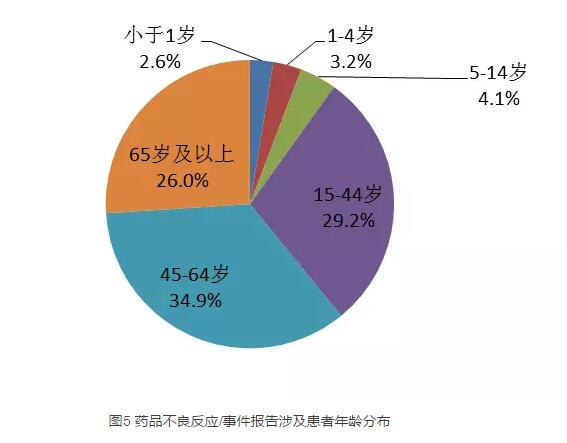 小于1岁
2.6%
1-4岁
3.2%
5-14岁
4.1%
15-44岁
29.2%
45-64岁
34.9%
65岁及以上
26.0%
图5 药品不良反应/事件报告涉及患者年龄分布